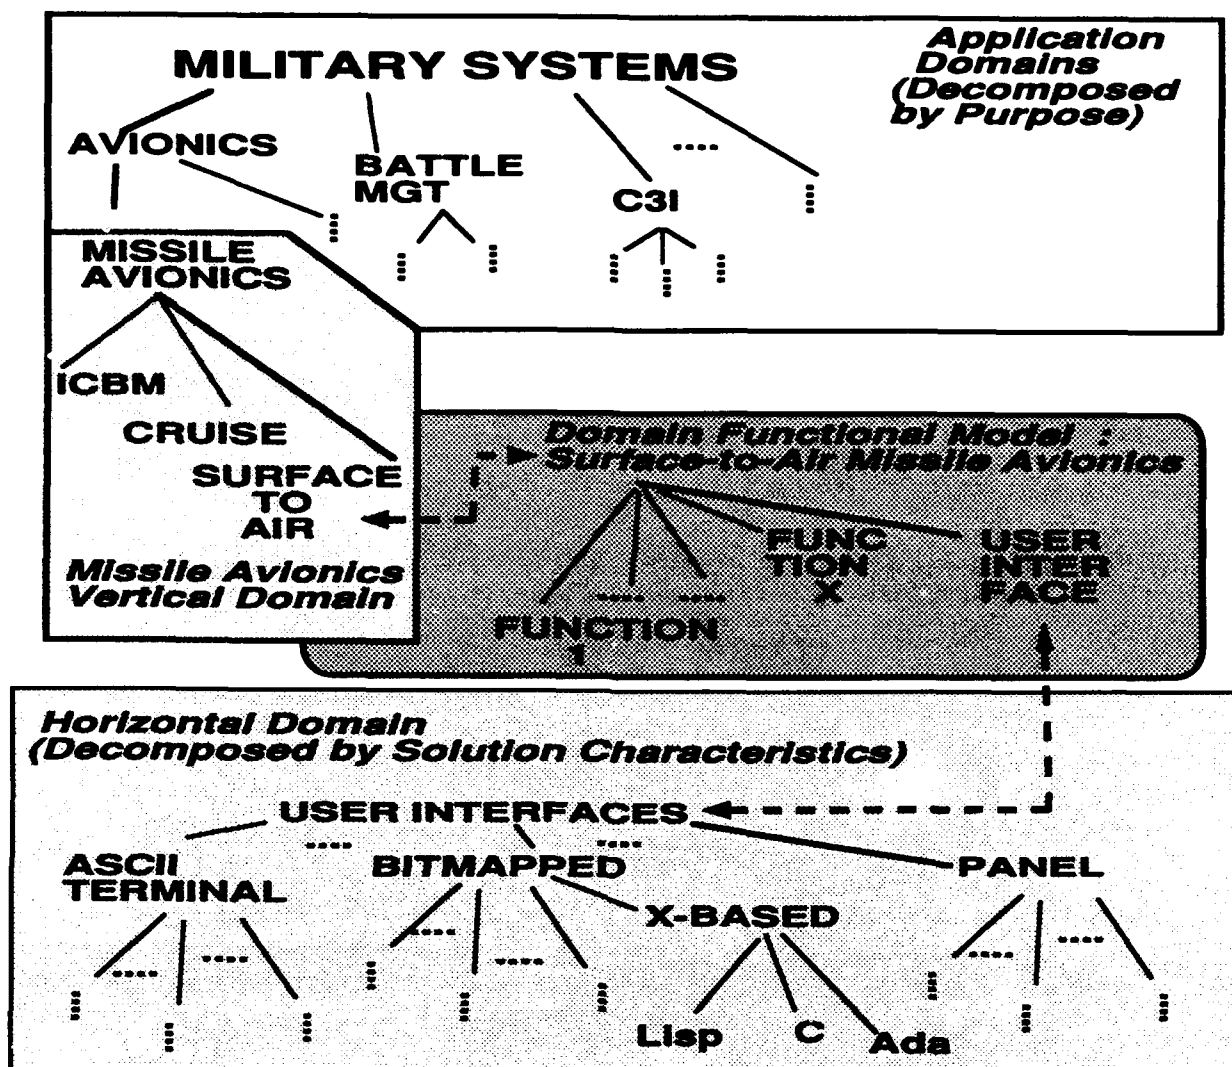 Application
Domains
(Decomposed
by Purpose)
MILITARY SYSTEMS
AVIONICS
BATTLE
MGT
C3I
MISSILE
AVIONICS
ICBM
CRUISE
SURFACE
TO
AIR
Missile Avionics
Vertical Domain
Domain Functional Model :
Surface-to-Air Missile Avionics
FUNCTION
1
FUNC
TION
X
USER
INTER
FACE
Horizontal Domain
(Decomposed by Solution Characteristics)
USER INTERFACES
ASCII
TERMINAL
BITMAPPED
PANEL
X-BASED
Lisp
C
Ada